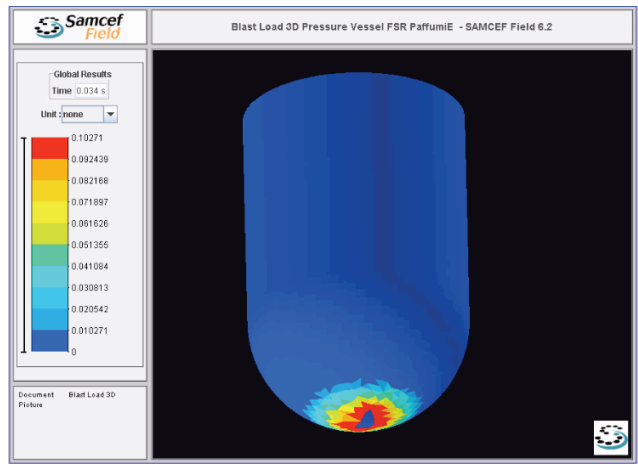 Samcef
Field
Blast Load 3D Pressure Vessel FSR PaffumiE - SAMCEF Field 6.2
Global Results
Time 0.034 s
Unit : none
0.10271
0.092439
0.082168
0.071897
0.061626
0.051355
0.041084
0.030813
0.020542
0.010271
0
Document Blast Load 3D
Picture